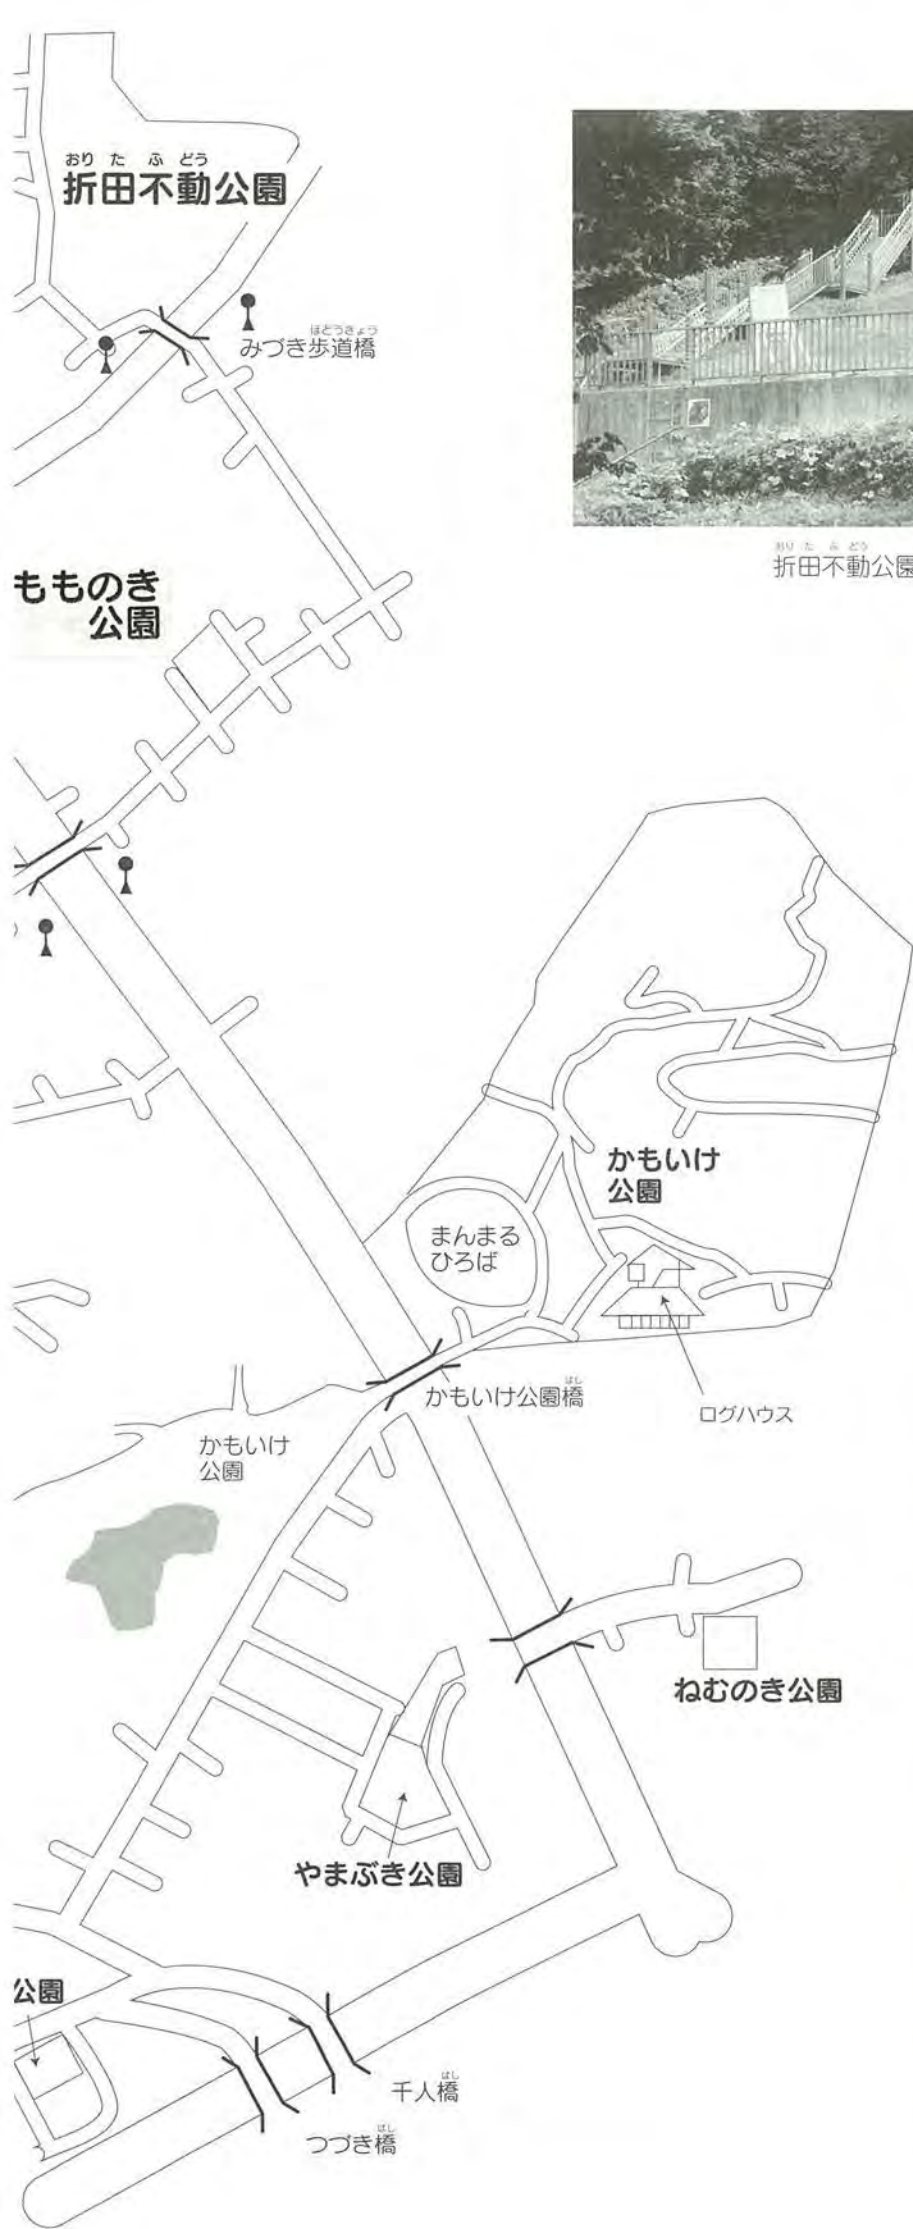 おりたふどう
折田不動公園
ほどうきょう
みづき歩道橋
おりたふどう
折田不動公園
もものき
公園
かもいけ
公園
まんまる
ひろば
はし
かもいけ公園橋
ログハウス
かもいけ
公園
ねむのき公園
やまぶき公園
公園
はし
千人橋
はし
つづき橋